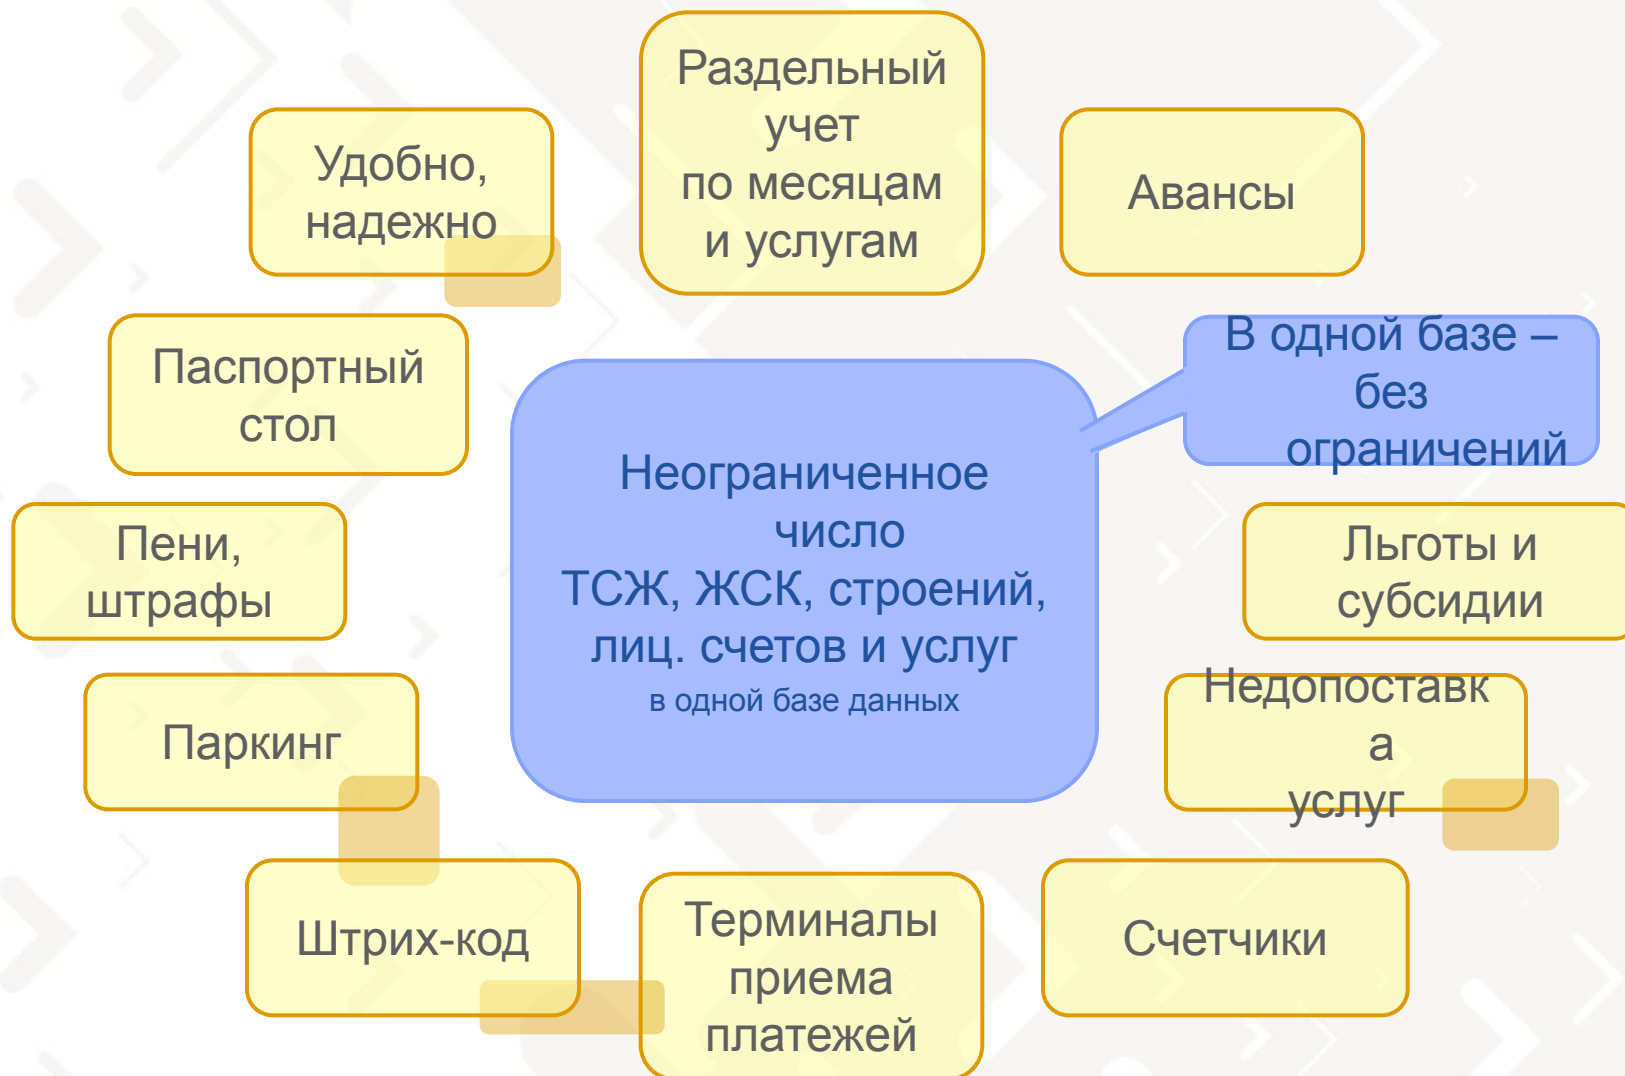 Раздельный
учет
по месяцам
и услугам
Удобно,
надежно
Авансы
Паспортный
стол
В одной базе –
без
ограничений
Неограниченное
число
ТСЖ, ЖСК, строений,
лиц. счетов и услуг
в одной базе данных
Пени,
штрафы
Льготы и
субсидии
Паркинг
Недопоставк
а
услуг
Штрих-код
Терминалы
приема
платежей
Счетчики